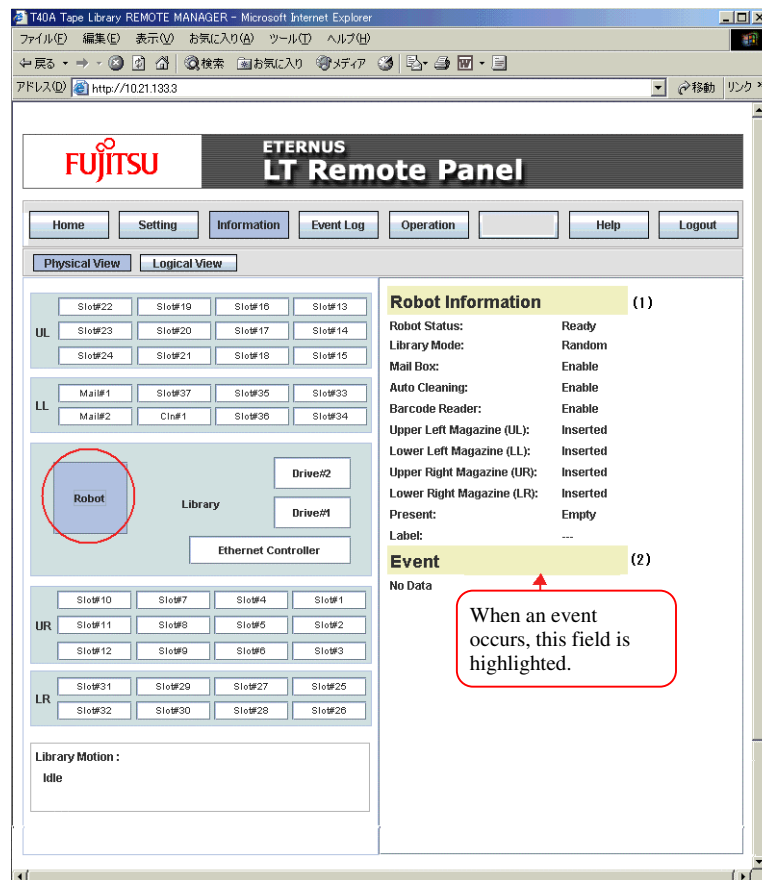 T40A Tape Library REMOTE MANAGER - Microsoft Internet Explorer
ファイル(F) 編集(E) 表示(V) お気に入り(A) ツール(T) ヘルプ(H)
戻る 検索 お気に入り メディア
アドレス(D) http://10.21.133.3 移動 リンク »
FUJITSU
ETERNUS
LT Remote Panel
Home Setting Information Event Log Operation Help Logout
Physical View Logical View
Slot#22 Slot#19 Slot#16 Slot#13
UL Slot#23 Slot#20 Slot#17 Slot#14
Slot#24 Slot#21 Slot#18 Slot#15
LL
Mail#1 Slot#37 Slot#35 Slot#33
Mail#2 Cln#1 Slot#36 Slot#34
Robot
Library
Drive#2
Drive#1
Ethernet Controller
Slot#10 Slot#7 Slot#4 Slot#1
UR Slot#11 Slot#8 Slot#5 Slot#2
Slot#12 Slot#9 Slot#6 Slot#3
LR
Slot#31 Slot#29 Slot#27 Slot#25
Slot#32 Slot#30 Slot#28 Slot#26
Library Motion :
Idle
Robot Information (1)
Robot Status: Ready
Library Mode: Random
Mail Box: Enable
Auto Cleaning: Enable
Barcode Reader: Enable
Upper Left Magazine (UL): Inserted
Lower Left Magazine (LL): Inserted
Upper Right Magazine (UR): Inserted
Lower Right Magazine (LR): Inserted
Present: Empty
Label: ---
Event (2)
No Data
When an event
occurs, this field is
highlighted.